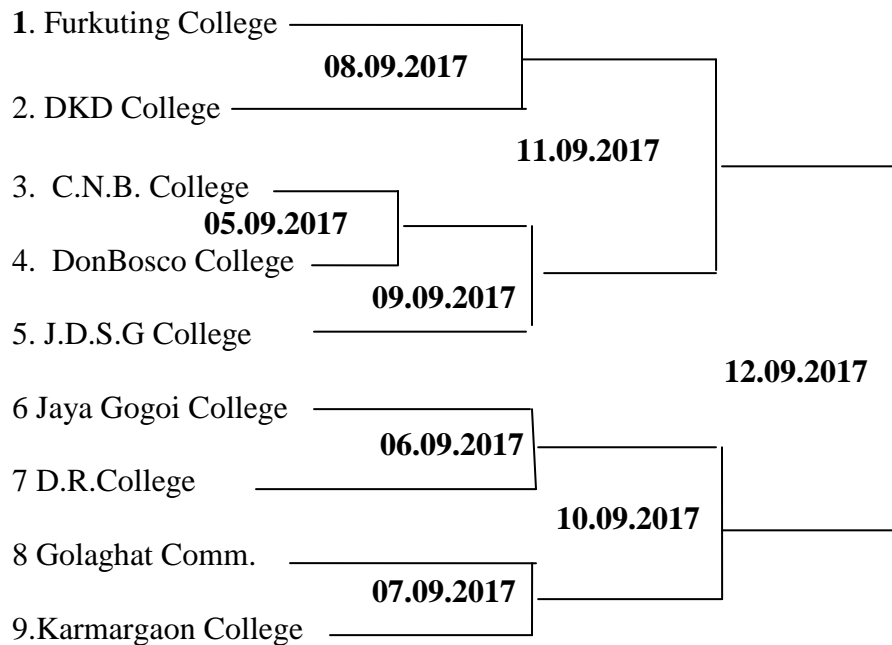 1. Furkuting College
08.09.2017
2. DKD College
11.09.2017
3. C.N.B. College
05.09.2017
4. DonBosco College
09.09.2017
5. J.D.S.G College
12.09.2017
6 Jaya Gogoi College
06.09.2017
7 D.R.College
10.09.2017
8 Golaghat Comm.
07.09.2017
9.Karmargaon College